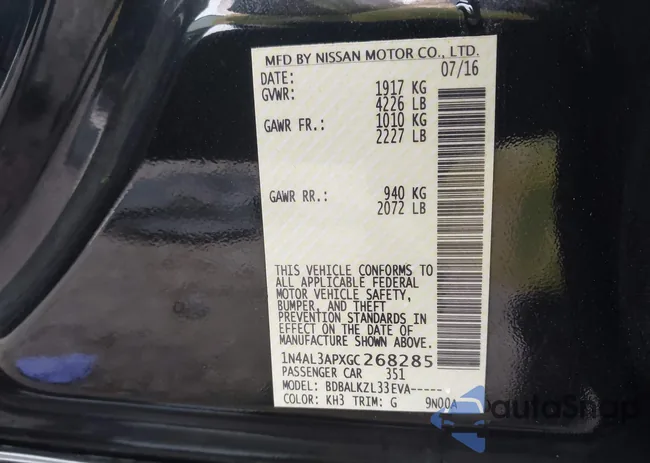 MFD BY NISSAN MOTOR CO., LTD.
DATE: 07/16
GVWR: 1917 KG
4226 LB
GAWR FR.: 1010 KG
2227 LB
GAWR RR.: 940 KG
2072 LB
THIS VEHICLE CONFORMS TO
ALL APPLICABLE FEDERAL
MOTOR VEHICLE SAFETY,
BUMPER, AND THEFT
PREVENTION STANDARDS IN
EFFECT ON THE DATE OF
MANUFACTURE SHOWN ABOVE.
1N4AL3APXGC268285
PASSENGER CAR 351
MODEL: BDBALKZL33EVA-----
COLOR: KH3 TRIM: G 9N00A
autoSnap